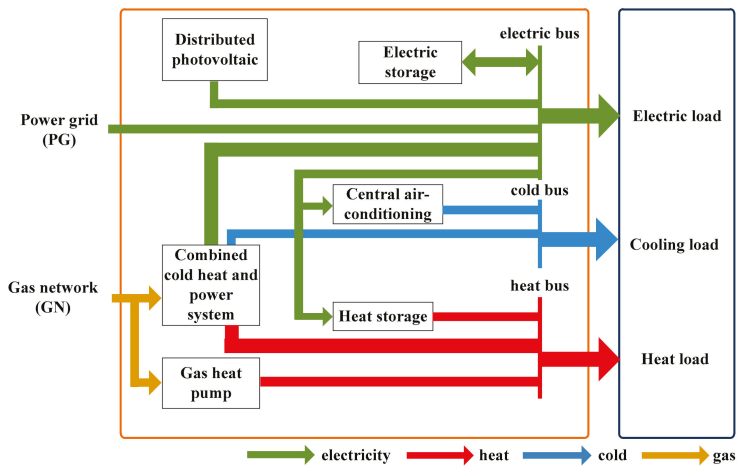 Distributed
photovoltaic
Electric
storage
electric bus
Power grid
(PG)
Electric load
Central air-
conditioning
cold bus
Combined
cold heat and
power
system
Cooling load
Gas network
(GN)
heat bus
Heat storage
Gas heat
pump
Heat load
electricity
heat
cold
gas